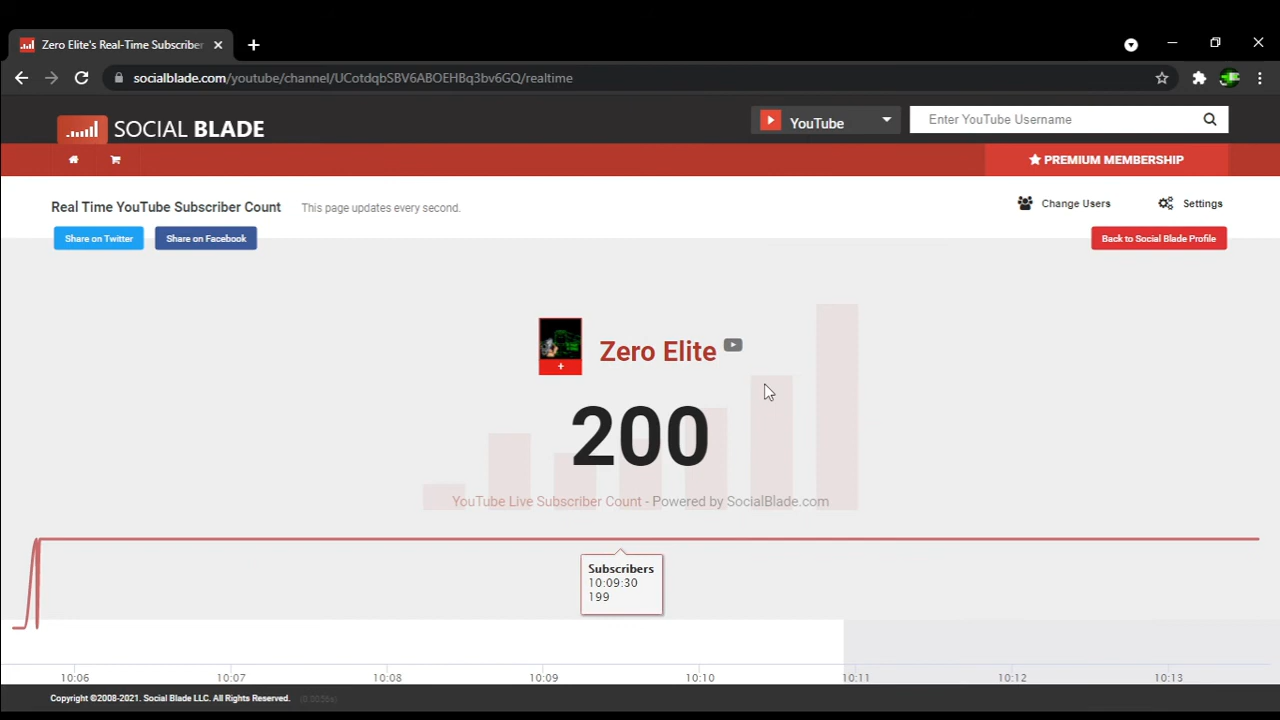 Zero Elite's Real-Time Subscriber
socialblade.com/youtube/channel/UCotdqbSBV6ABOEHBq3bv6GQ/realtime
SOCIAL BLADE
YouTube
Enter YouTube Username
PREMIUM MEMBERSHIP
Real Time YouTube Subscriber Count
This page updates every second.
Change Users
Settings
Share on Twitter
Share on Facebook
Back to Social Blade Profile
+
Zero Elite
200
YouTube Live Subscriber Count - Powered by SocialBlade.com
Subscribers
10:09:30
199
10:06 10:07 10:08 10:09 10:10 10:11 10:12 10:13
Copyright ©2008-2021. Social Blade LLC. All Rights Reserved.